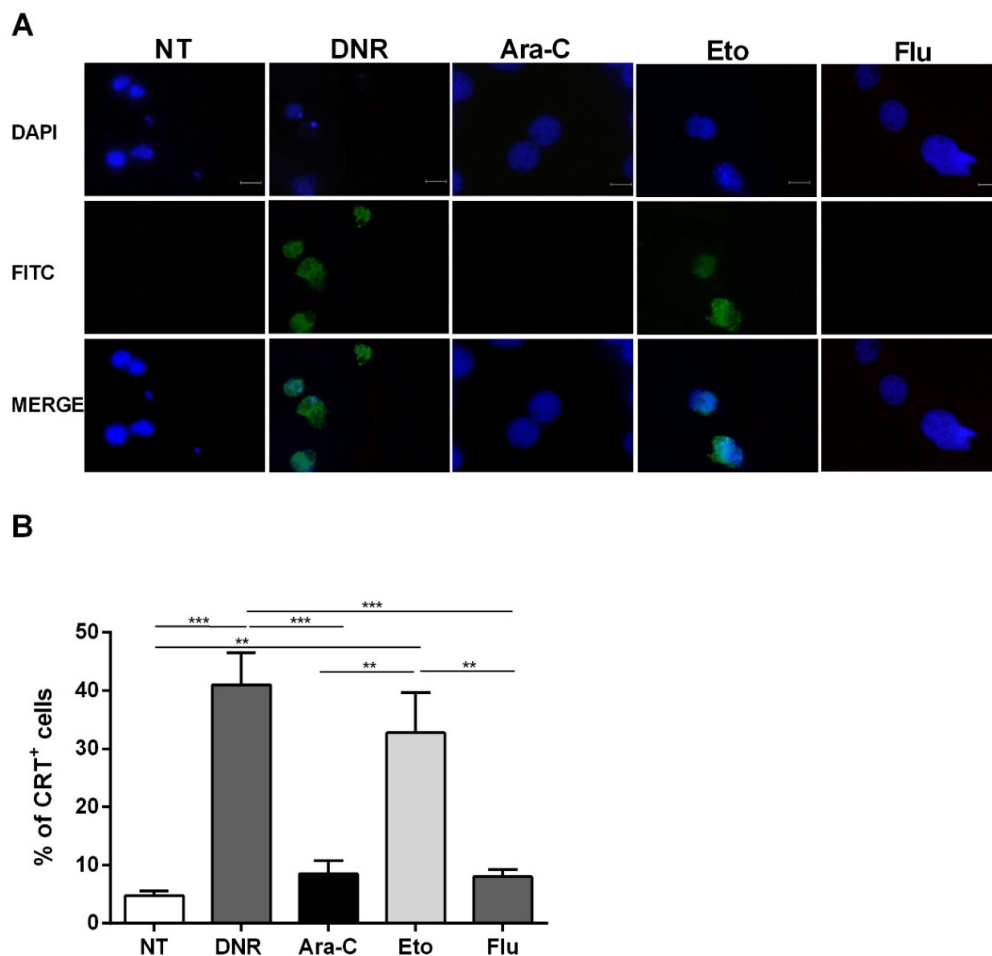 A
NT DNR Ara-C Eto Flu
DAPI
FITC
MERGE
B
***
*** ***
**
** **
50
40
30
20
10
0
% of CRT+ cells
NT DNR Ara-C Eto Flu